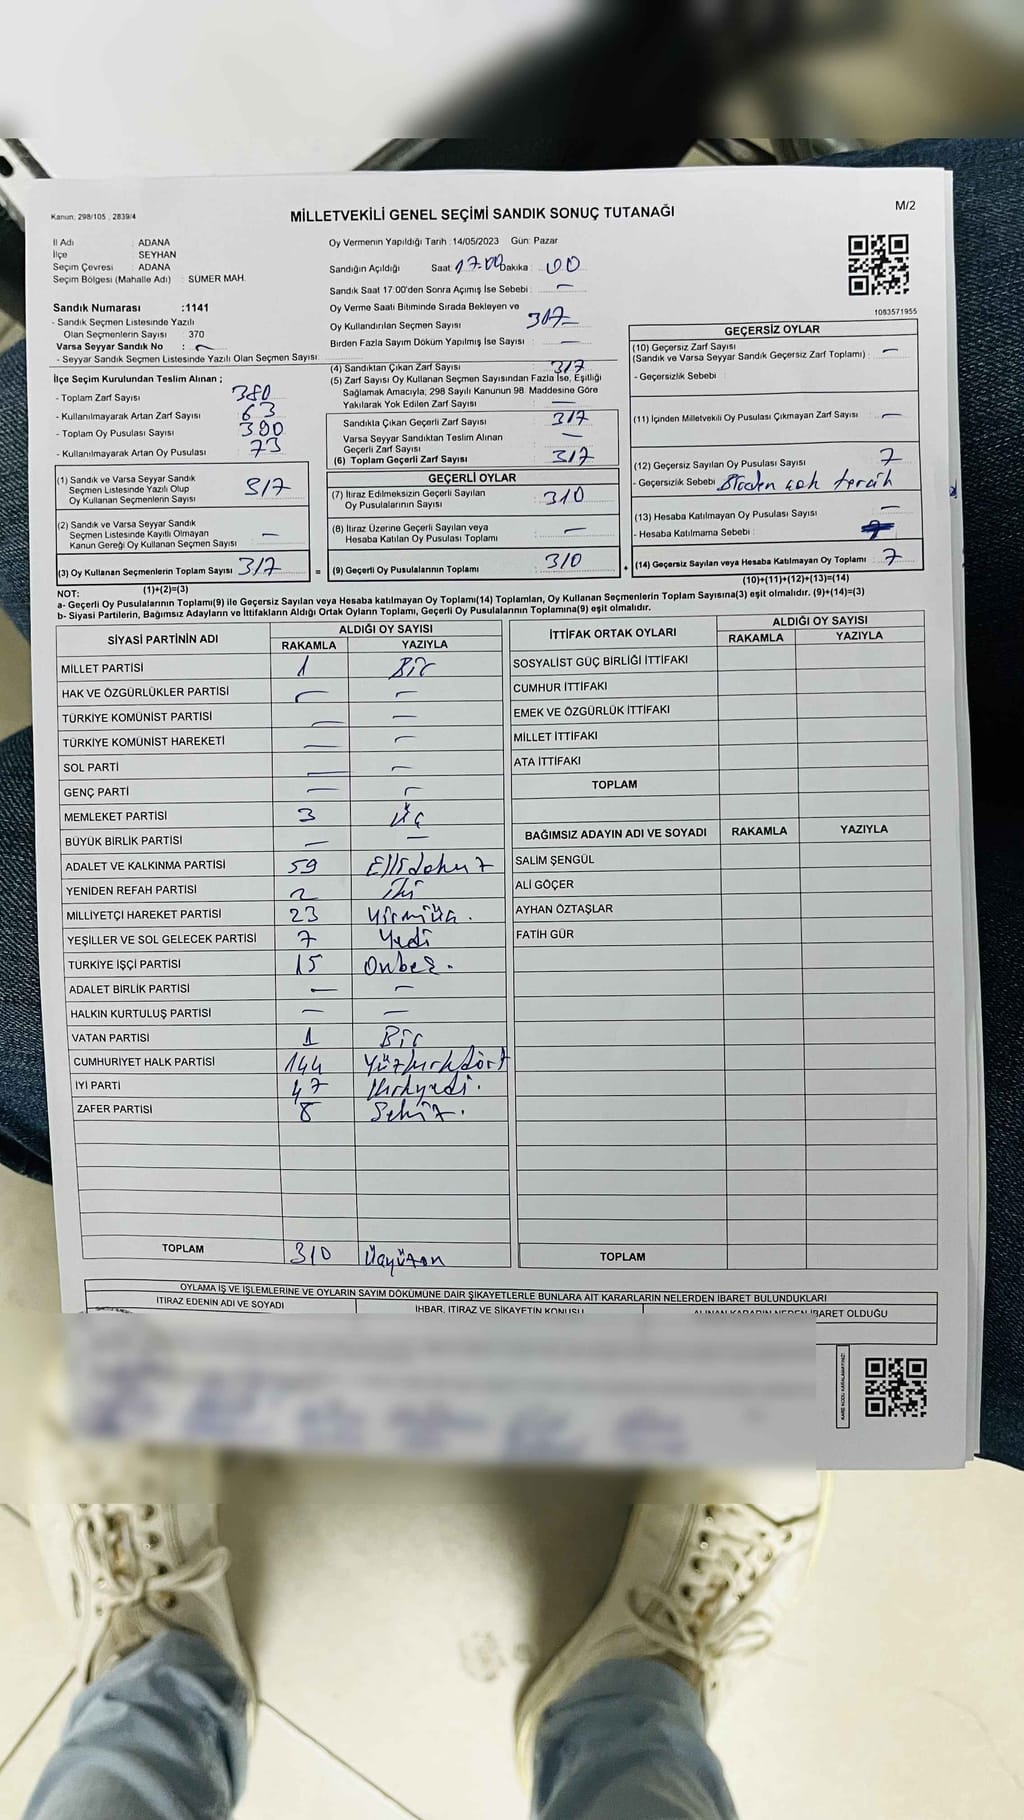 Kanun: 298/105 , 2839/4
MİLLETVEKİLİ GENEL SEÇİMİ SANDIK SONUÇ TUTANAĞI
M/2
İl Adı : ADANA
İlçe : SEYHAN
Seçim Çevresi : ADANA
Seçim Bölgesi (Mahalle Adı) : SÜMER MAH.
Sandık Numarası :1141
- Sandık Seçmen Listesinde Yazılı
Olan Seçmenlerin Sayısı 370
Varsa Seyyar Sandık No : –
- Seyyar Sandık Seçmen Listesinde Yazılı Olan Seçmen Sayısı:
Oy Vermenin Yapıldığı Tarih :14/05/2023 Gün: Pazar
Sandığın Açıldığı Saat: 17.00 Dakika : 00
Sandık Saat 17.00'den Sonra Açımış İse Sebebi : –
Oy Verme Saati Bitiminde Sırada Bekleyen ve
Oy Kullandırılan Seçmen Sayısı 317
Birden Fazla Sayım Döküm Yapılmış İse Sayısı : –
1083571955
İlçe Seçim Kurulundan Teslim Alınan ;
- Toplam Zarf Sayısı 380
- Kullanılmayarak Artan Zarf Sayısı 63
- Toplam Oy Pusulası Sayısı 390
- Kullanılmayarak Artan Oy Pusulası 73
(4) Sandıktan Çıkan Zarf Sayısı : 317
(5) Zarf Sayısı Oy Kullanan Seçmen Sayısından Fazla İse, Eşitliği
Sağlamak Amacıyla, 298 Sayılı Kanunun 98. Maddesine Göre
Yakılarak Yok Edilen Zarf Sayısı : –
Sandıkta Çıkan Geçerli Zarf Sayısı : 317
Varsa Seyyar Sandıktan Teslim Alınan
Geçerli Zarf Sayısı –
(6) Toplam Geçerli Zarf Sayısı : 317
GEÇERSİZ OYLAR
(10) Geçersiz Zarf Sayısı
(Sandık ve Varsa Seyyar Sandık Geçersiz Zarf Toplamı) : –
- Geçersizlik Sebebi :
(11) İçinden Milletvekili Oy Pusulası Çıkmayan Zarf Sayısı : –
(12) Geçersiz Sayılan Oy Pusulası Sayısı : 7
- Geçersizlik Sebebi : Birden çok tercih
(13) Hesaba Katılmayan Oy Pusulası Sayısı : –
- Hesaba Katılmama Sebebi :
(14) Geçersiz Sayılan veya Hesaba Katılmayan Oy Toplamı : 7
(10)+(11)+(12)+(13)=(14)
(1) Sandık ve Varsa Seyyar Sandık
Seçmen Listesinde Yazılı Olup
Oy Kullanan Seçmenlerin Sayısı 317
(2) Sandık ve Varsa Seyyar Sandık
Seçmen Listesinde Kayıtlı Olmayan
Kanun Gereği Oy Kullanan Seçmen Sayısı –
(3) Oy Kullanan Seçmenlerin Toplam Sayısı : 317
(1)+(2)=(3)
GEÇERLİ OYLAR
(7) İtiraz Edilmeksizin Geçerli Sayılan
Oy Pusulalarının Sayısı : 310
(8) İtiraz Üzerine Geçerli Sayılan veya
Hesaba Katılan Oy Pusulası Toplamı : –
= (9) Geçerli Oy Pusulalarının Toplamı : 310 +
NOT:
a- Geçerli Oy Pusulalarının Toplamı(9) ile Geçersiz Sayılan veya Hesaba katılmayan Oy Toplamı(14) Toplamları, Oy Kullanan Seçmenlerin Toplam Sayısına(3) eşit olmalıdır. (9)+(14)=(3)
b- Siyasi Partilerin, Bağımsız Adayların ve İttifakların Aldığı Ortak Oyların Toplamı, Geçerli Oy Pusulalarının Toplamına(9) eşit olmalıdır.
SİYASİ PARTİNİN ADI ALDIĞI OY SAYISI
RAKAMLA YAZIYLA
MİLLET PARTİSİ 1 Bir
HAK VE ÖZGÜRLÜKLER PARTİSİ – –
TÜRKİYE KOMÜNİST PARTİSİ – –
TÜRKİYE KOMÜNİST HAREKETİ – –
SOL PARTİ – –
GENÇ PARTİ – –
MEMLEKET PARTİSİ 3 Üç
BÜYÜK BİRLİK PARTİSİ – –
ADALET VE KALKINMA PARTİSİ 59 Ellidokuz
YENİDEN REFAH PARTİSİ 2 iki
MİLLİYETÇİ HAREKET PARTİSİ 23 Yirmiüç.
YEŞİLLER VE SOL GELECEK PARTİSİ 7 Yedi
TÜRKİYE İŞÇİ PARTİSİ 15 Onbeş.
ADALET BİRLİK PARTİSİ – –
HALKIN KURTULUŞ PARTİSİ – –
VATAN PARTİSİ 1 Bir
CUMHURİYET HALK PARTİSİ 144 Yüzkırkdört
İYİ PARTİ 47 Kırkyedi.
ZAFER PARTİSİ 8 Sekiz.
TOPLAM 310 Üçyüzon
İTTİFAK ORTAK OYLARI ALDIĞI OY SAYISI
RAKAMLA YAZIYLA
SOSYALİST GÜÇ BİRLİĞİ İTTİFAKI
CUMHUR İTTİFAKI
EMEK VE ÖZGÜRLÜK İTTİFAKI
MİLLET İTTİFAKI
ATA İTTİFAKI
TOPLAM
BAĞIMSIZ ADAYIN ADI VE SOYADI RAKAMLA YAZIYLA
SALİM ŞENGÜL
ALİ GÖÇER
AYHAN ÖZTAŞLAR
FATİH GÜR
TOPLAM
OYLAMA İŞ VE İŞLEMLERİNE VE OYLARIN SAYIM DÖKÜMÜNE DAİR ŞİKAYETLERLE BUNLARA AİT KARARLARIN NELERDEN İBARET BULUNDUKLARI
İTİRAZ EDENİN ADI VE SOYADI İHBAR, İTİRAZ VE ŞİKAYETİN KONUSU ALINAN KARARIN NEDEN İBARET OLDUĞU